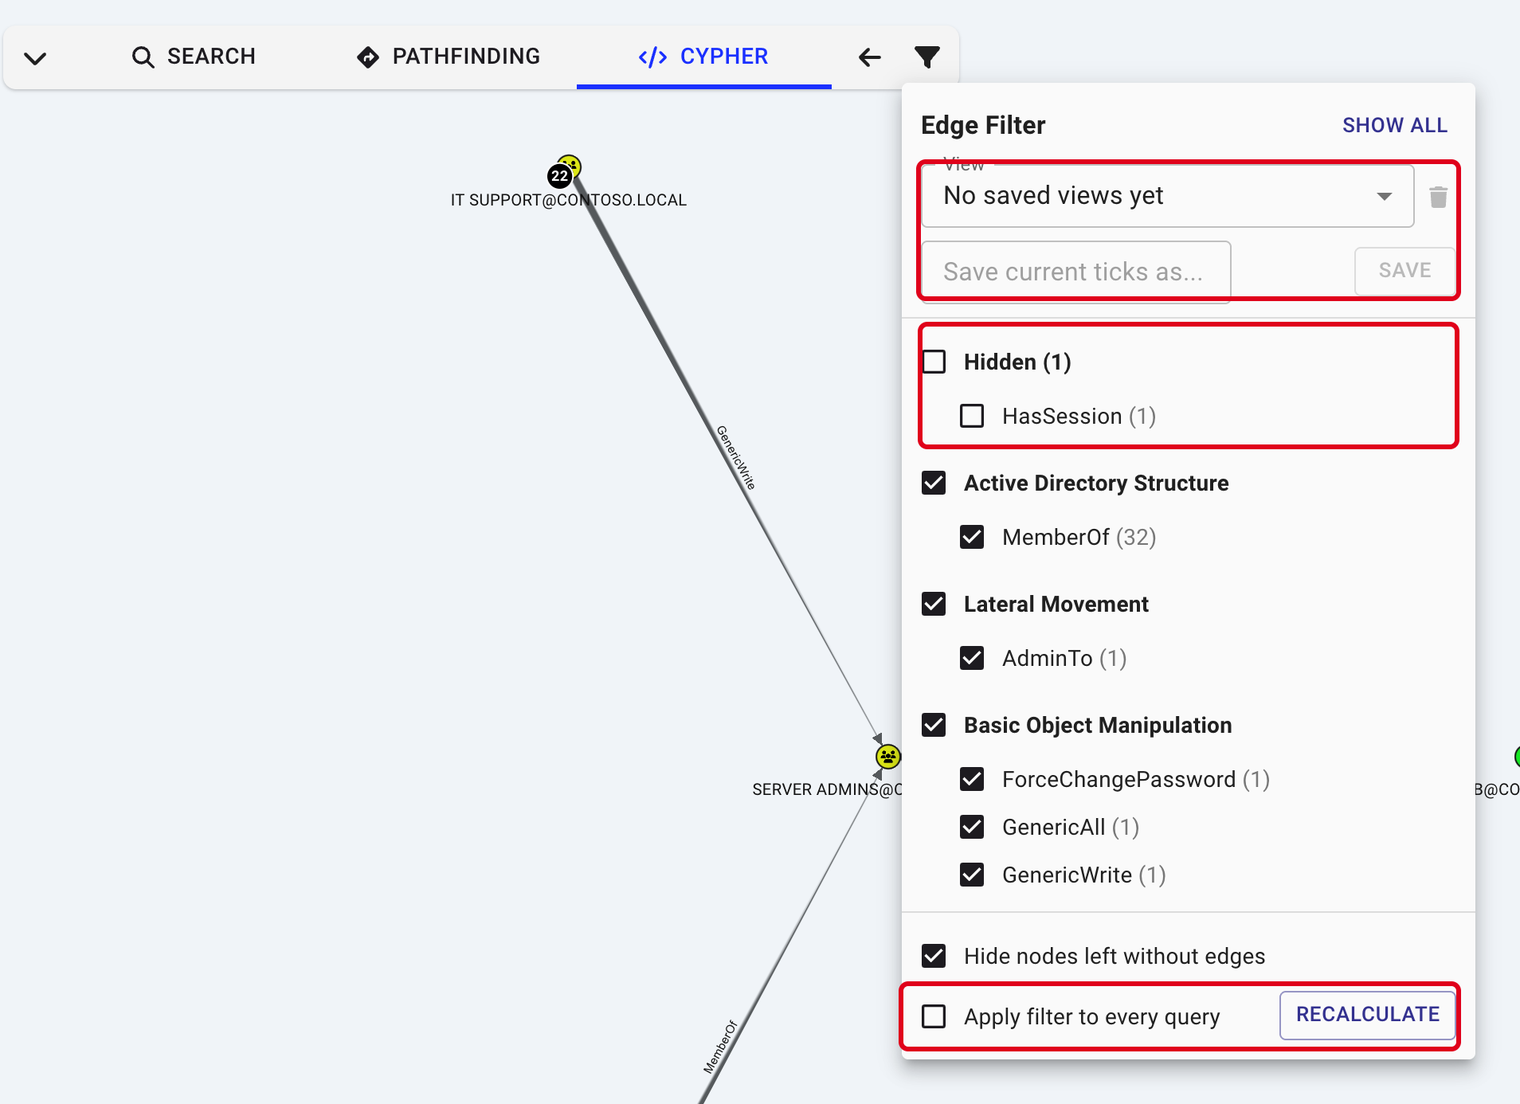 SEARCH
PATHFINDING
</> CYPHER
Edge Filter
SHOW ALL
View
No saved views yet
Save current ticks as...
SAVE
Hidden (1)
HasSession (1)
Active Directory Structure
MemberOf (32)
Lateral Movement
AdminTo (1)
Basic Object Manipulation
ForceChangePassword (1)
GenericAll (1)
GenericWrite (1)
Hide nodes left without edges
Apply filter to every query
RECALCULATE
22
IT SUPPORT@CONTOSO.LOCAL
GenericWrite
SERVER ADMINS@C
B@CO
MemberOf